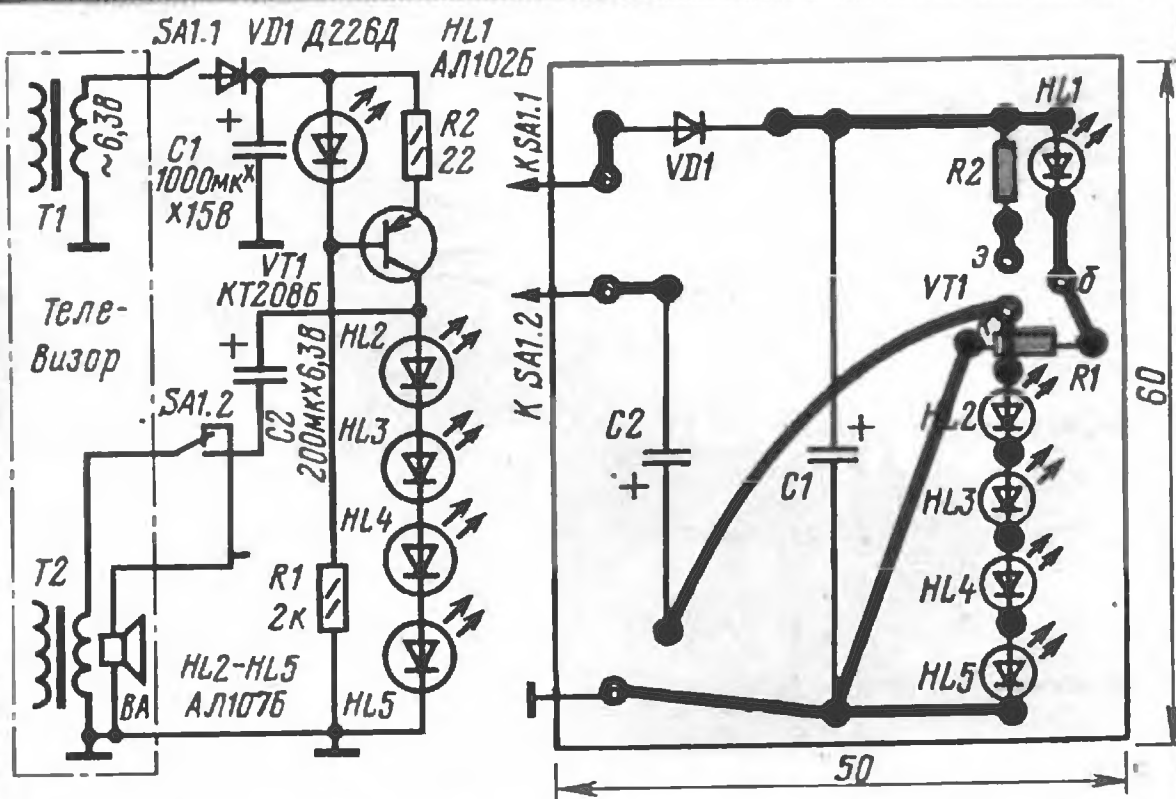 SA1.1
VD1 Д226Д
HL1
АЛ102Б
≈6,3В
T1
C1
1000мк×
×15В
+
R2
22
VT1
КТ208Б
Теле-
визор
+
C2
200мк×6,3В
SA1.2
HL2
HL3
HL4
HL5
T2
BA
R1
2к
HL2-HL5
АЛ107Б
К SA1.1
VD1
HL1
R2
Э
б
VT1
К SA1.2
R1
C2
+
C1
+
HL2
HL3
HL4
HL5
50
60